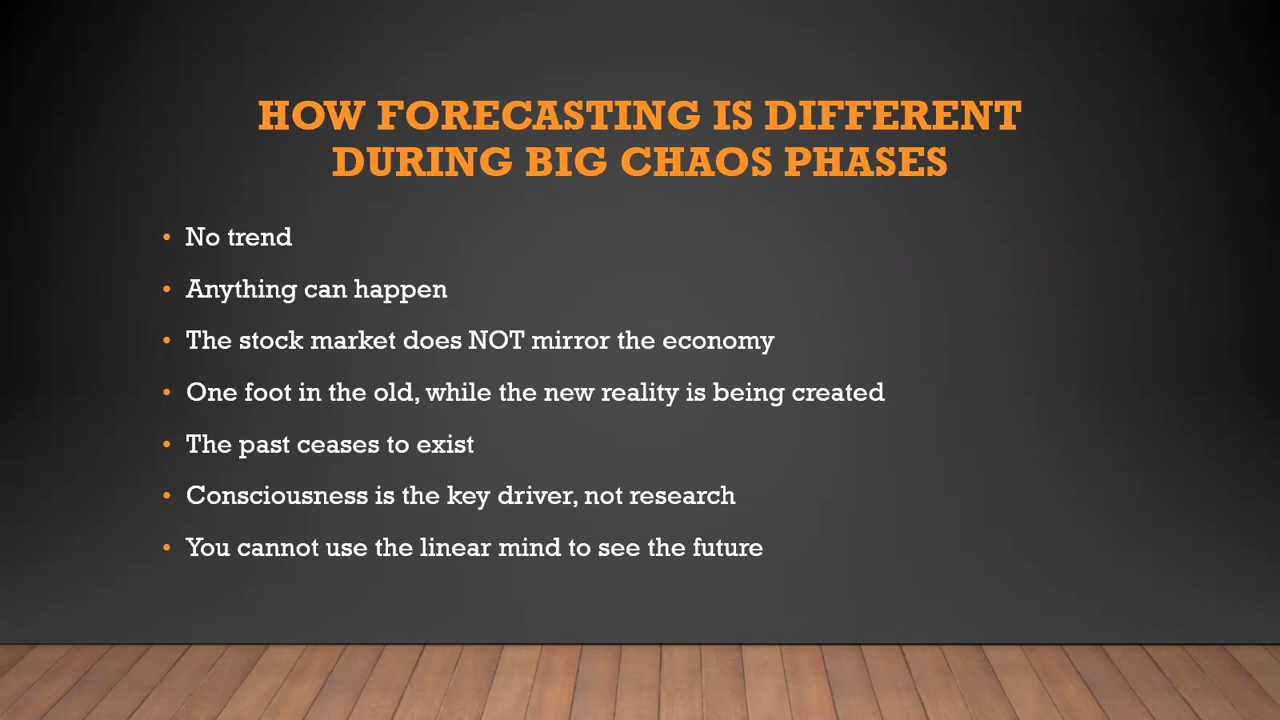 HOW FORECASTING IS DIFFERENT
DURING BIG CHAOS PHASES
• No trend
• Anything can happen
• The stock market does NOT mirror the economy
• One foot in the old, while the new reality is being created
• The past ceases to exist
• Consciousness is the key driver, not research
• You cannot use the linear mind to see the future